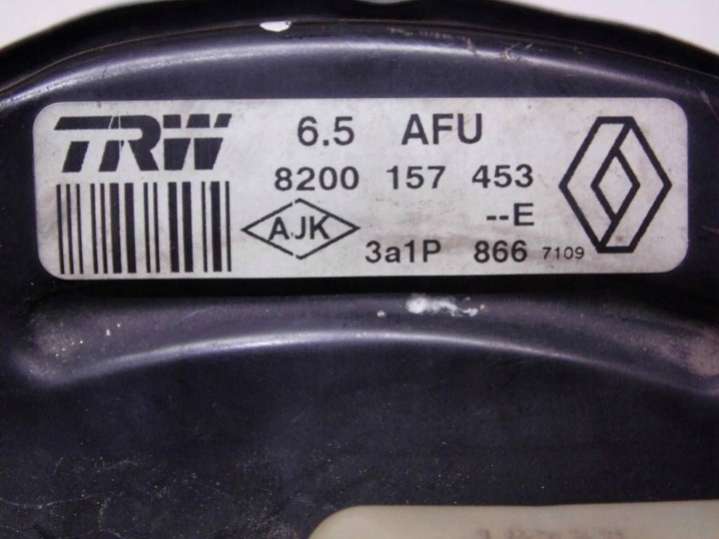 TRW 6.5 AFU
8200 157 453
--E
AJK
3a1P 866 7109